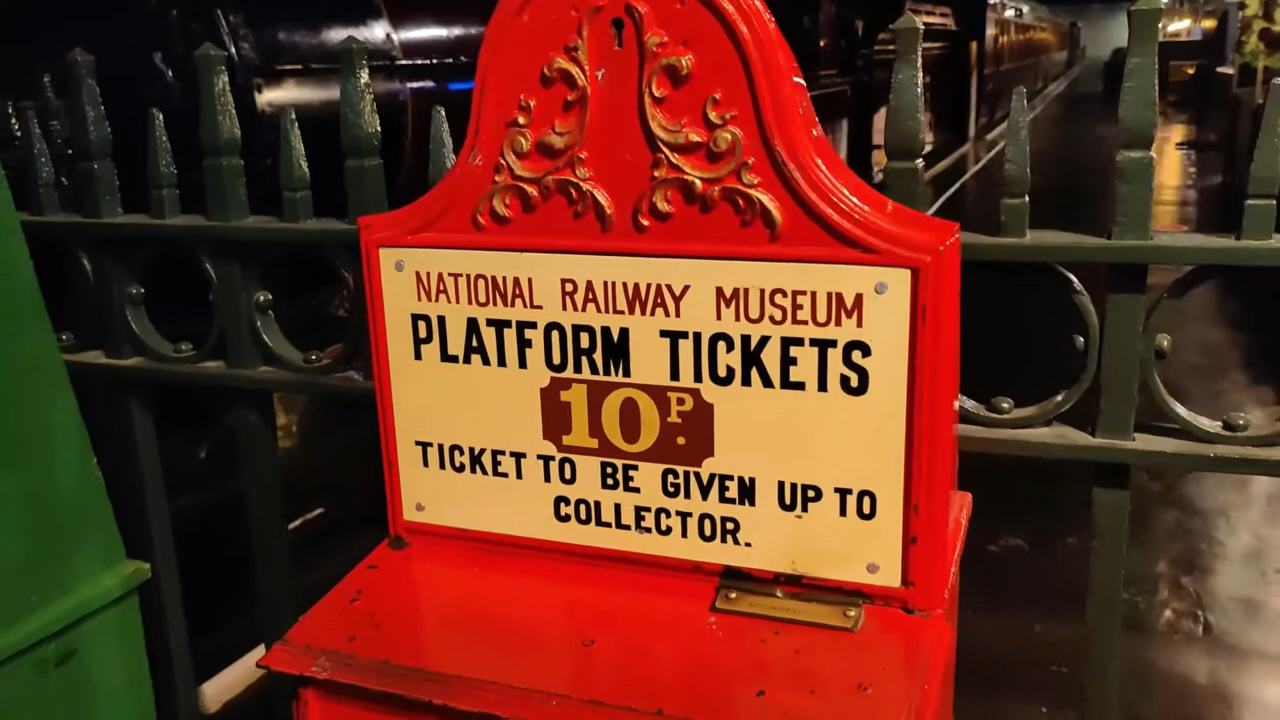 NATIONAL RAILWAY MUSEUM
PLATFORM TICKETS
10P.
TICKET TO BE GIVEN UP TO
COLLECTOR.